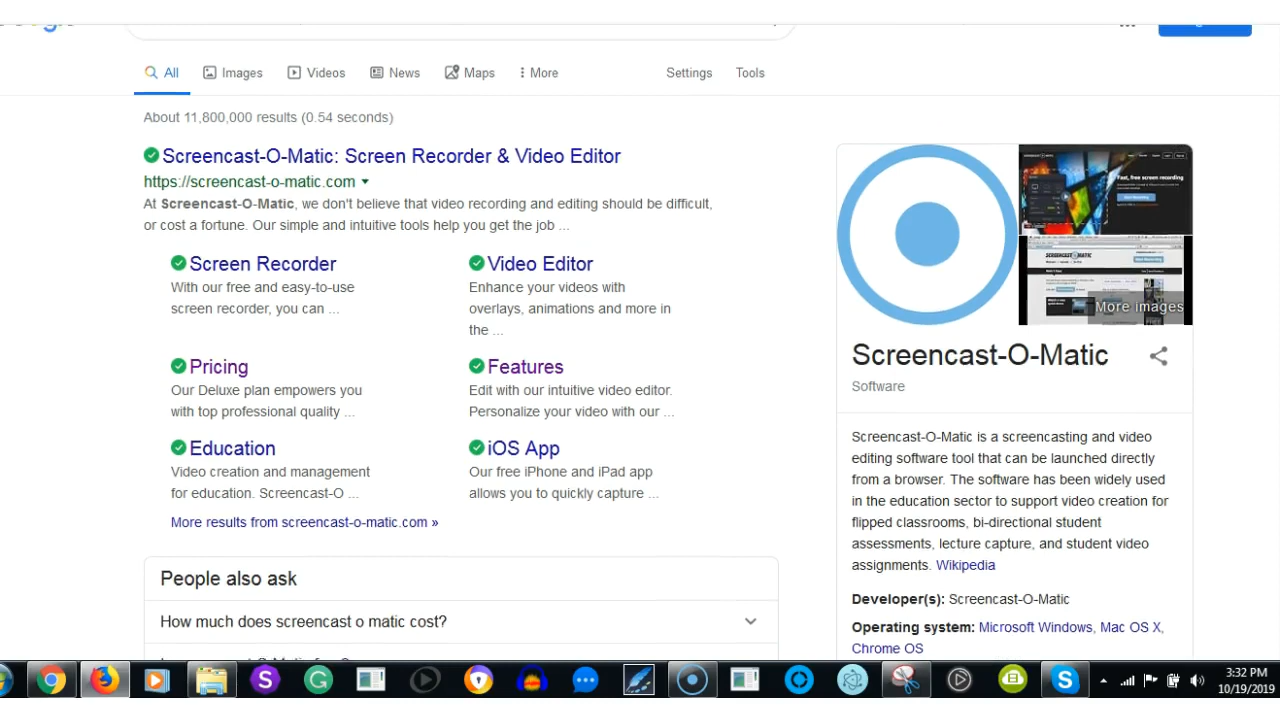 All Images Videos News Maps More Settings Tools
About 11,800,000 results (0.54 seconds)
Screencast-O-Matic: Screen Recorder & Video Editor
https://screencast-o-matic.com
At Screencast-O-Matic, we don't believe that video recording and editing should be difficult,
or cost a fortune. Our simple and intuitive tools help you get the job ...
Screen Recorder
With our free and easy-to-use
screen recorder, you can ...
Video Editor
Enhance your videos with
overlays, animations and more in
the ...
Pricing
Our Deluxe plan empowers you
with top professional quality ...
Features
Edit with our intuitive video editor.
Personalize your video with our ...
Education
Video creation and management
for education. Screencast-O ...
iOS App
Our free iPhone and iPad app
allows you to quickly capture ...
More results from screencast-o-matic.com »
People also ask
How much does screencast o matic cost?
Fast, free screen recording
More images
Screencast-O-Matic
Software
Screencast-O-Matic is a screencasting and video
editing software tool that can be launched directly
from a browser. The software has been widely used
in the education sector to support video creation for
flipped classrooms, bi-directional student
assessments, lecture capture, and student video
assignments. Wikipedia
Developer(s): Screencast-O-Matic
Operating system: Microsoft Windows, Mac OS X,
Chrome OS
3:32 PM
10/19/2019